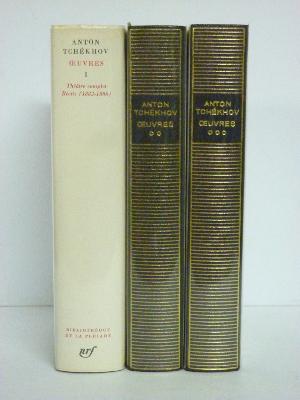 ANTON
TCHÉKHOV
ŒUVRES
I
Théâtre complet
Récits (1882-1886)
BIBLIOTHÈQUE
DE LA PLÉIADE
nrf
ANTON
TCHÉKHOV
ŒUVRES
ANTON
TCHÉKHOV
ŒUVRES